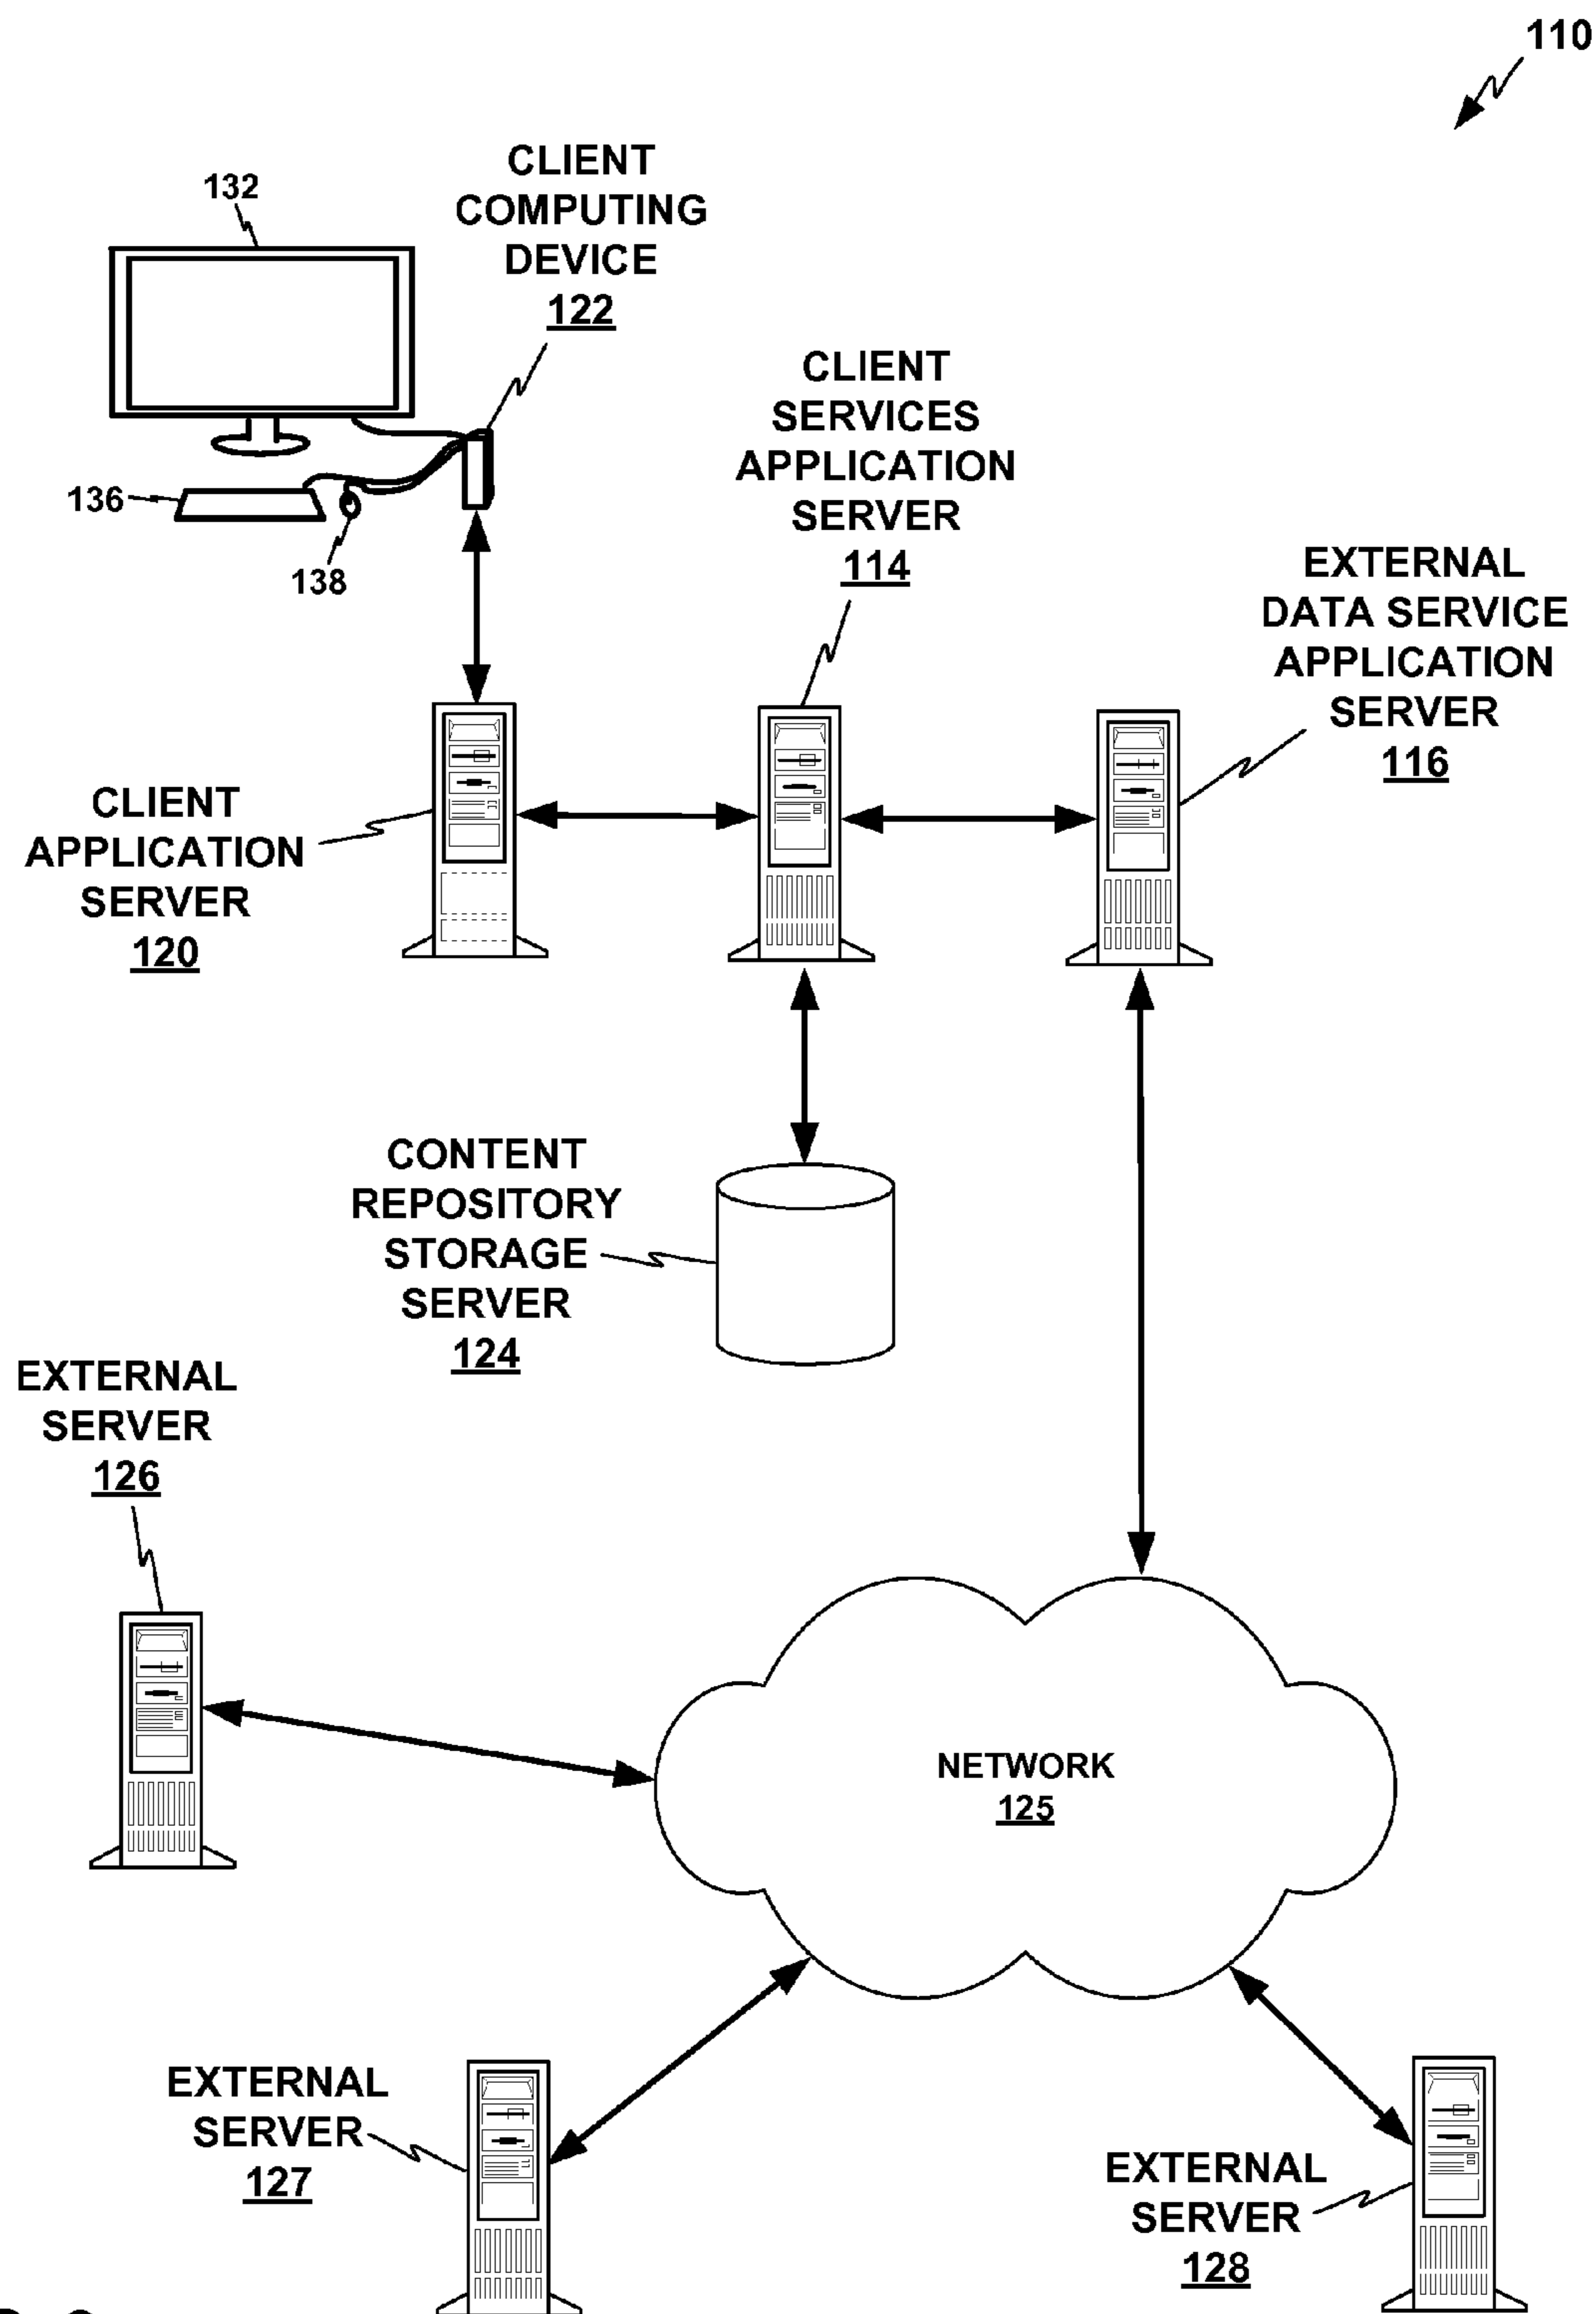 110
132
CLIENT
COMPUTING
DEVICE
122
136
138
CLIENT
SERVICES
APPLICATION
SERVER
114
EXTERNAL
DATA SERVICE
APPLICATION
SERVER
116
CLIENT
APPLICATION
SERVER
120
CONTENT
REPOSITORY
STORAGE
SERVER
124
EXTERNAL
SERVER
126
NETWORK
125
EXTERNAL
SERVER
127
EXTERNAL
SERVER
128